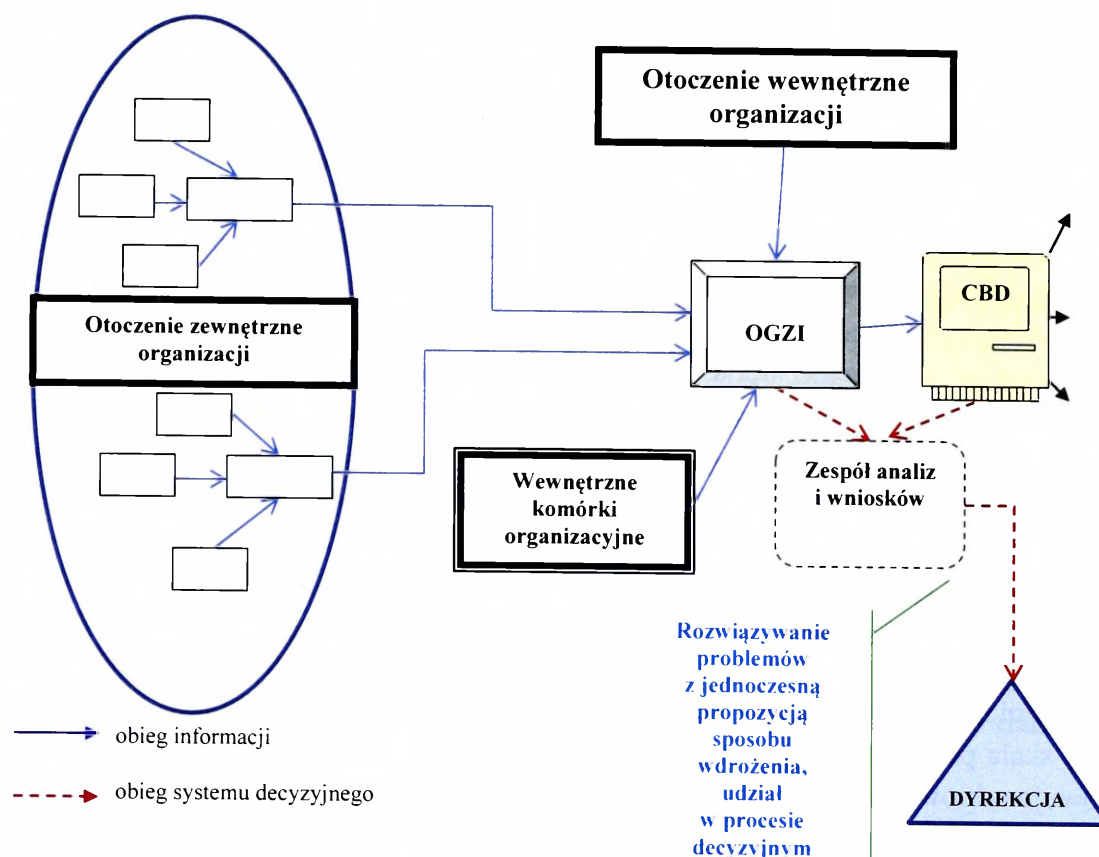 Otoczenie wewnętrzne
organizacji
Otoczenie zewnętrzne
organizacji
OGZI
CBD
Wewnętrzne
komórki
organizacyjne
Zespół analiz
i wniosków
Rozwiązywanie
problemów
z jednoczesną
propozycją
sposobu
wdrożenia,
udział
w procesie
decyzyjnym
DYREKCJA
obieg informacji
obieg systemu decyzyjnego